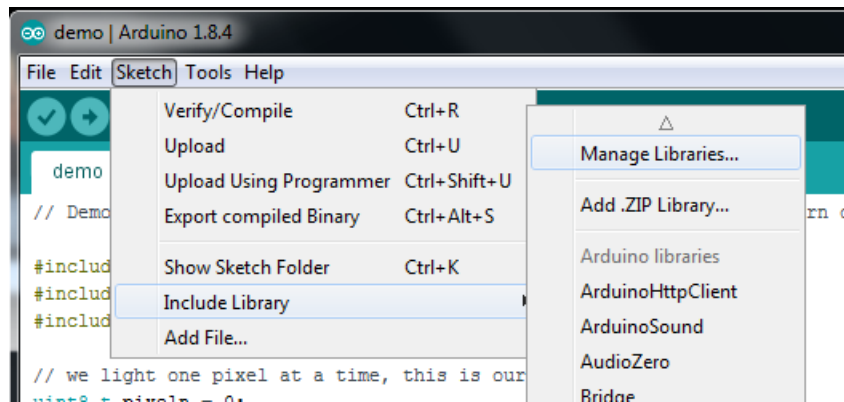 demo | Arduino 1.8.4
File Edit Sketch Tools Help
Verify/Compile Ctrl+R
Upload Ctrl+U
Upload Using Programmer Ctrl+Shift+U
Export compiled Binary Ctrl+Alt+S
Show Sketch Folder Ctrl+K
Include Library
Add File...
Manage Libraries...
Add .ZIP Library...
Arduino libraries
ArduinoHttpClient
ArduinoSound
AudioZero
Bridge
demo
// Demo
#includ
#includ
#includ
// we light one pixel at a time, this is our
uint8_t pixeln = 0;